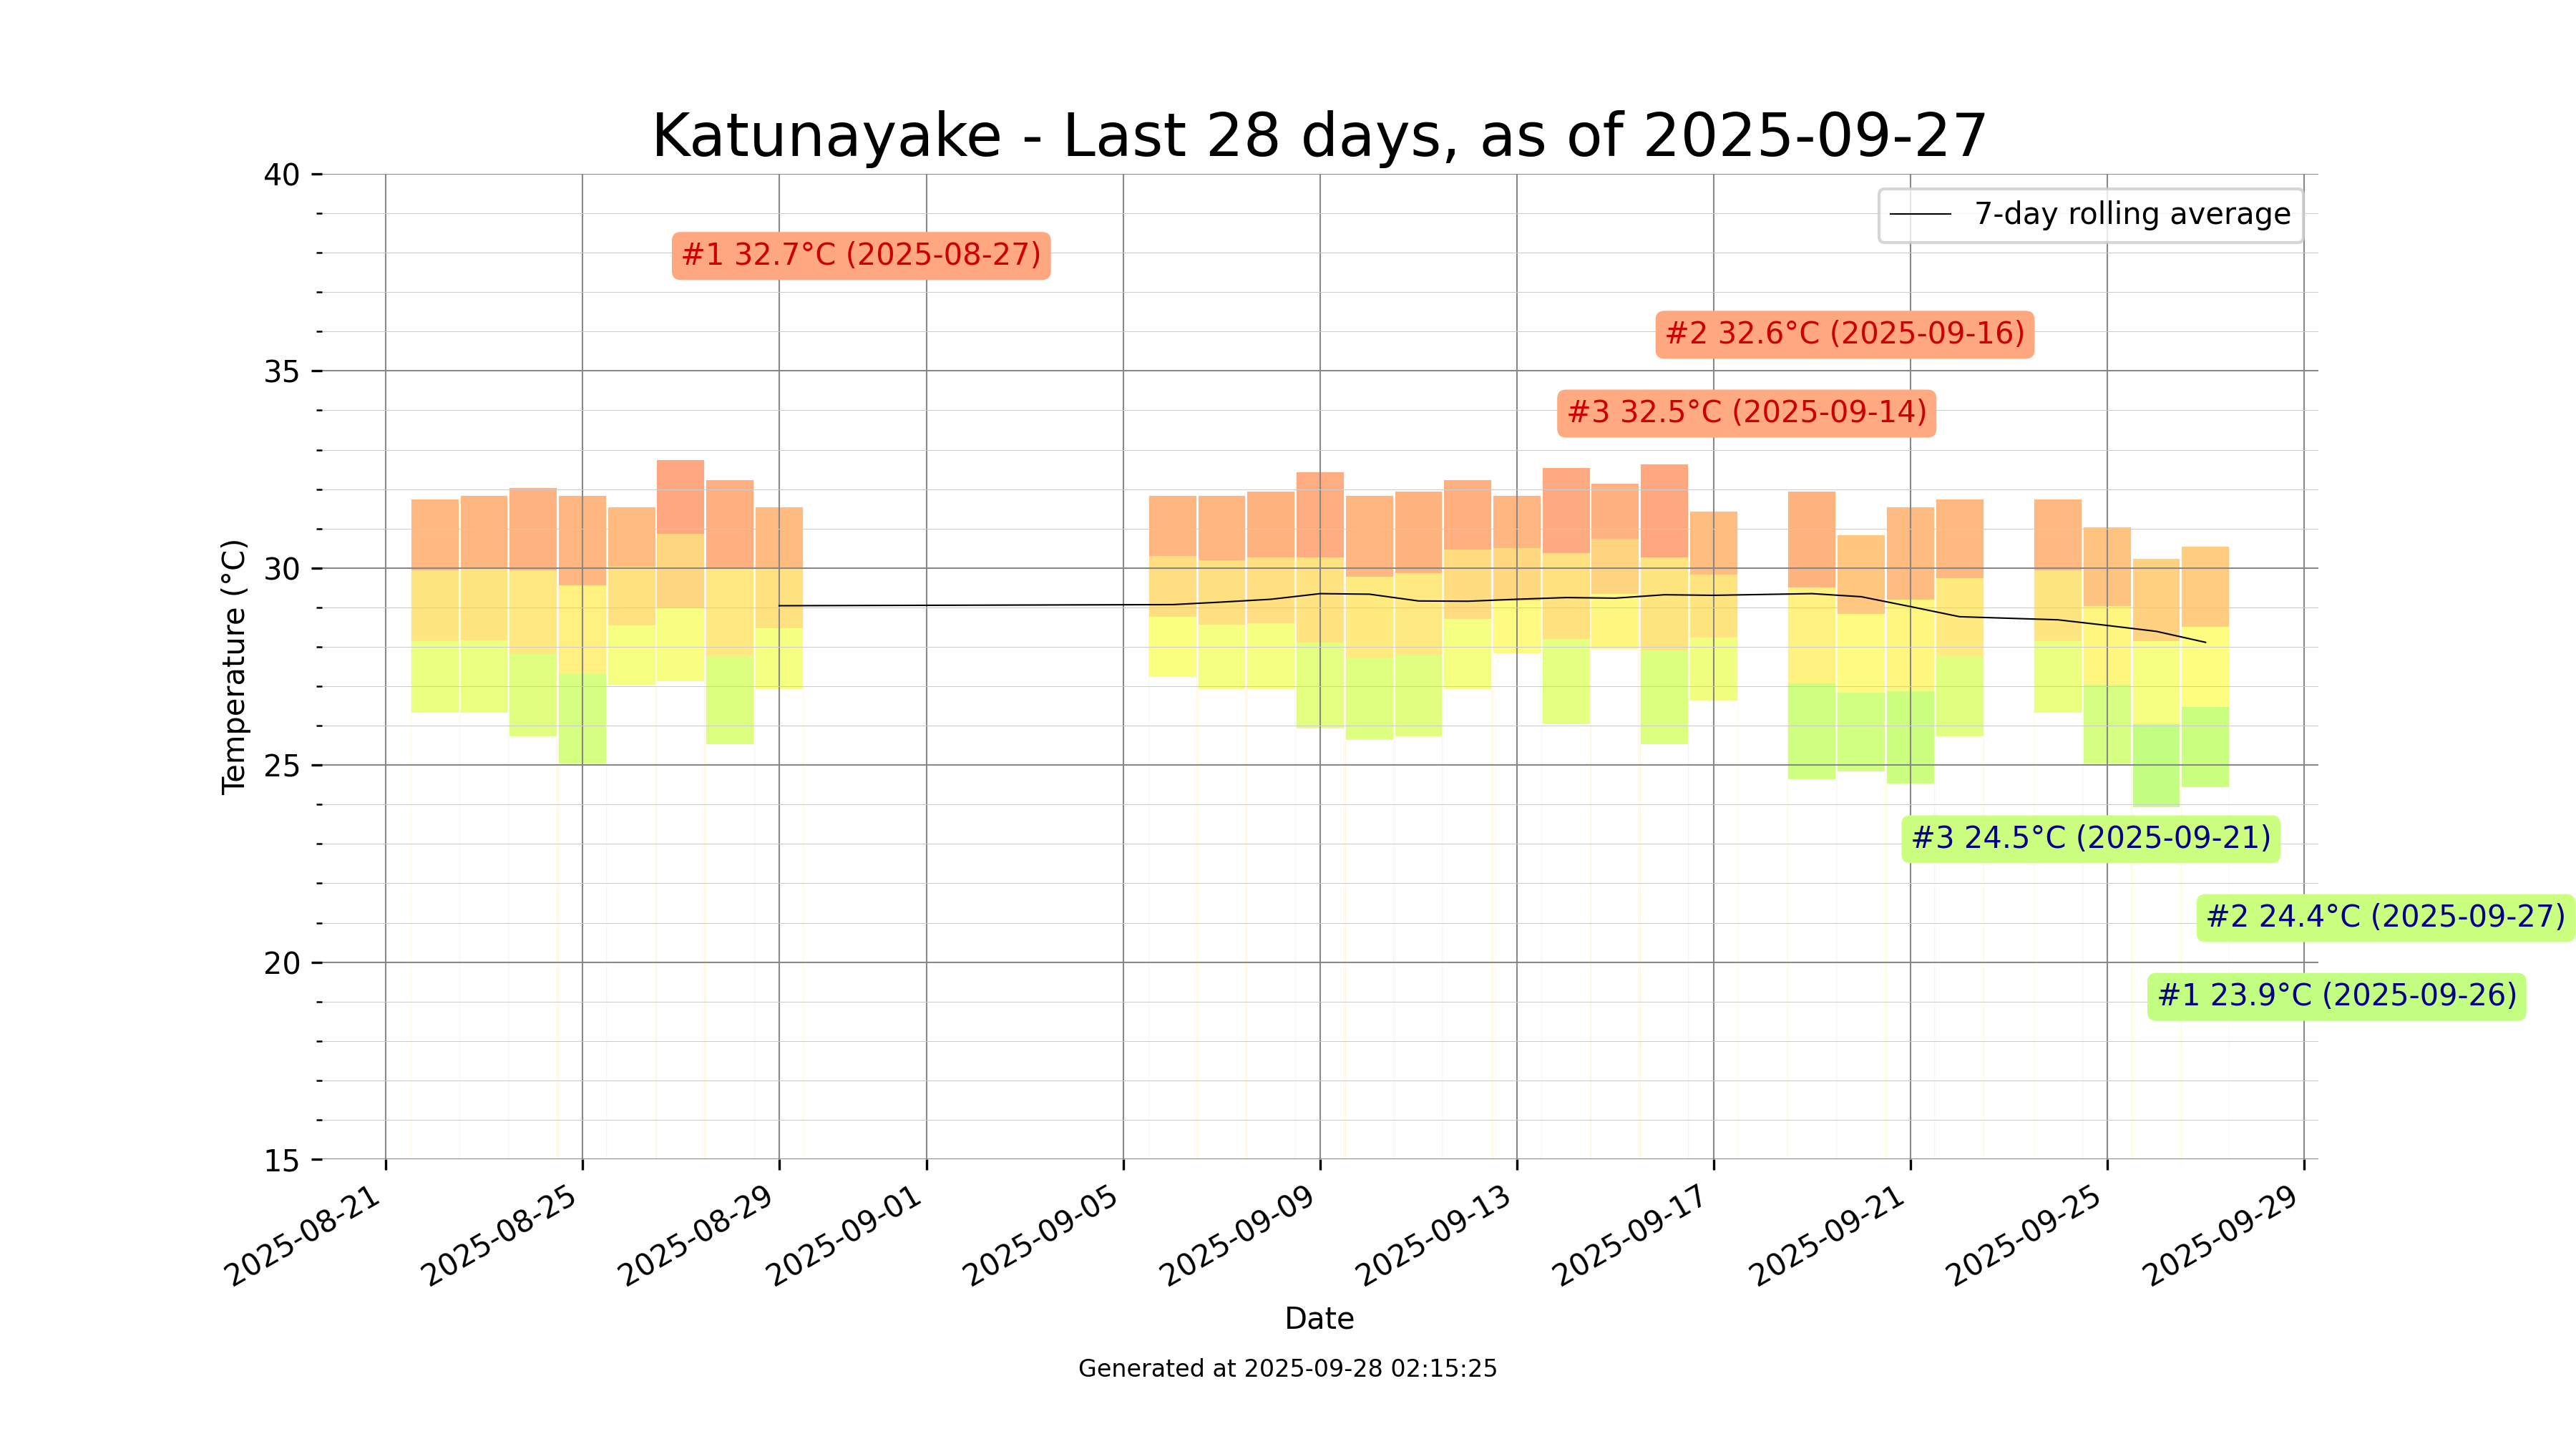 Katunayake - Last 28 days, as of 2025-09-27
40
7-day rolling average
#1 32.7°C (2025-08-27)
#2 32.6°C (2025-09-16)
35
#3 32.5°C (2025-09-14)
30
Temperature (°C)
25
#3 24.5°C (2025-09-21)
#2 24.4°C (2025-09-27)
20
#1 23.9°C (2025-09-26)
15
2025-08-21
2025-08-25
2025-08-29
2025-09-01
2025-09-05
2025-09-09
2025-09-13
2025-09-17
2025-09-21
2025-09-25
2025-09-29
Date
Generated at 2025-09-28 02:15:25